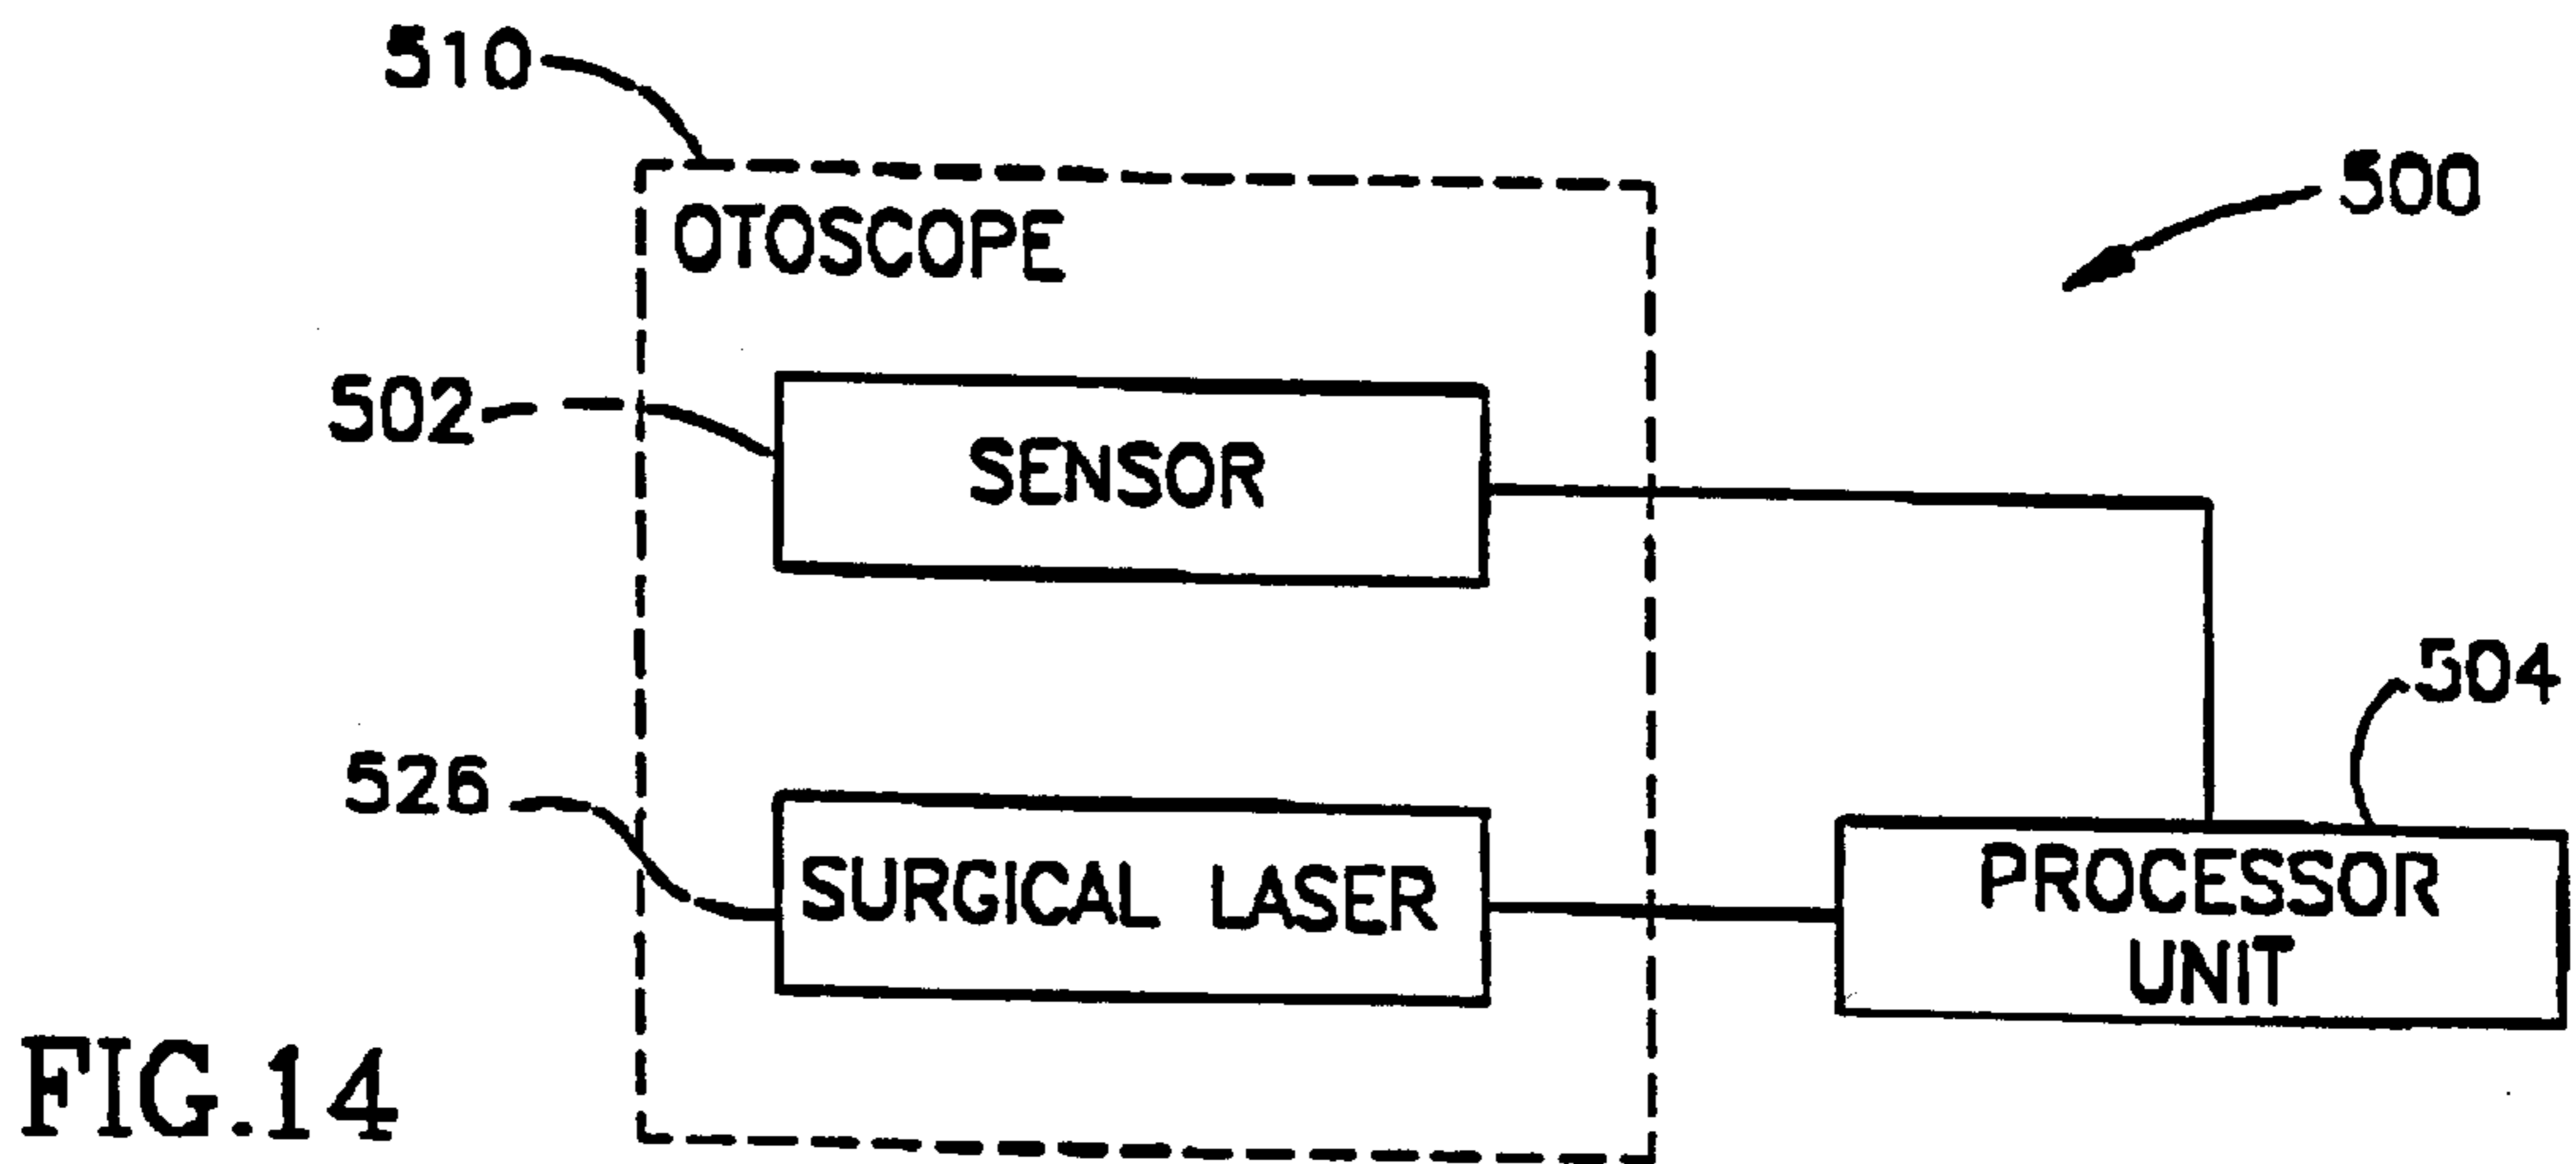 510
500
OTOSCOPE
502
SENSOR
504
526
SURGICAL LASER
PROCESSOR
UNIT
FIG.14